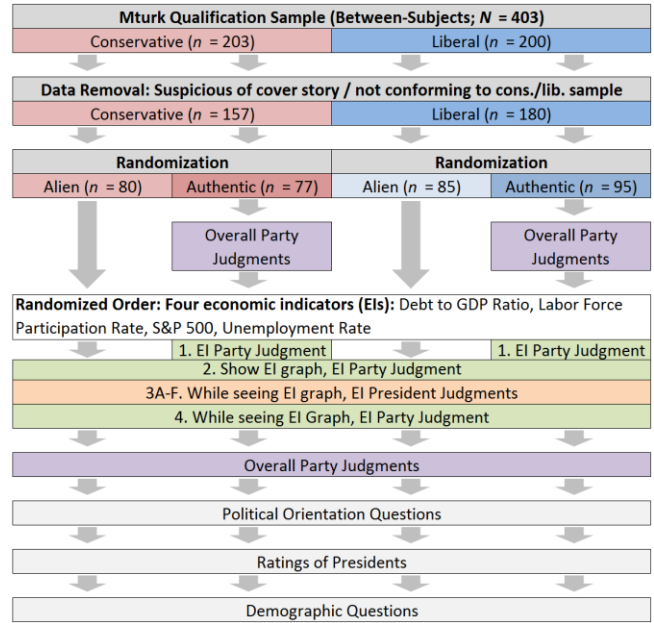 Mturk Qualification Sample (Between-Subjects; N = 403)
Conservative (n = 203) Liberal (n = 200)
Data Removal: Suspicious of cover story / not conforming to cons./lib. sample
Conservative (n = 157) Liberal (n = 180)
Randomization Randomization
Alien (n = 80) Authentic (n = 77) Alien (n = 85) Authentic (n = 95)
Overall Party Overall Party
Judgments Judgments
Randomized Order: Four economic indicators (EIs): Debt to GDP Ratio, Labor Force
Participation Rate, S&P 500, Unemployment Rate
1. EI Party Judgment 1. EI Party Judgment
2. Show EI graph, EI Party Judgment
3A-F. While seeing EI graph, EI President Judgments
4. While seeing EI Graph, EI Party Judgment
Overall Party Judgments
Political Orientation Questions
Ratings of Presidents
Demographic Questions